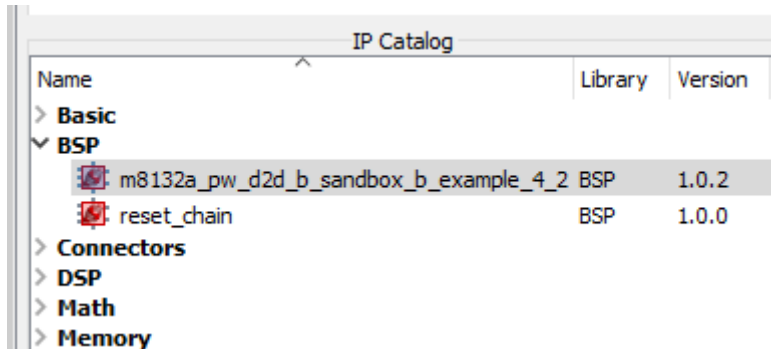 IP Catalog
Name Library Version
Basic
BSP
m8132a_pw_d2d_b_sandbox_b_example_4_2 BSP 1.0.2
reset_chain BSP 1.0.0
Connectors
DSP
Math
Memory